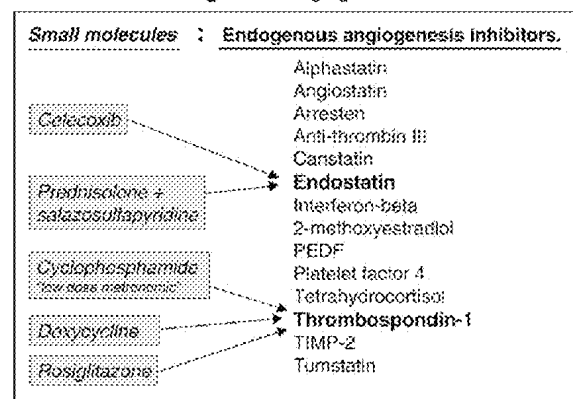 Small molecules : Endogenous angiogenesis inhibitors.
Alphastatin
Angiostatin
Arresten
Anti-thrombin III
Canstatin
Endostatin
Interferon-beta
2-methoxyestradiol
PEDF
Platelet factor 4
Tetrahydrocortisol
Thrombospondin-1
TIMP-2
Tumstatin
Celecoxib
Prednisolone +
salazosulfapyridine
Cyclophosphamide
"low dose metronomic"
Doxycycline
Rosiglitazone